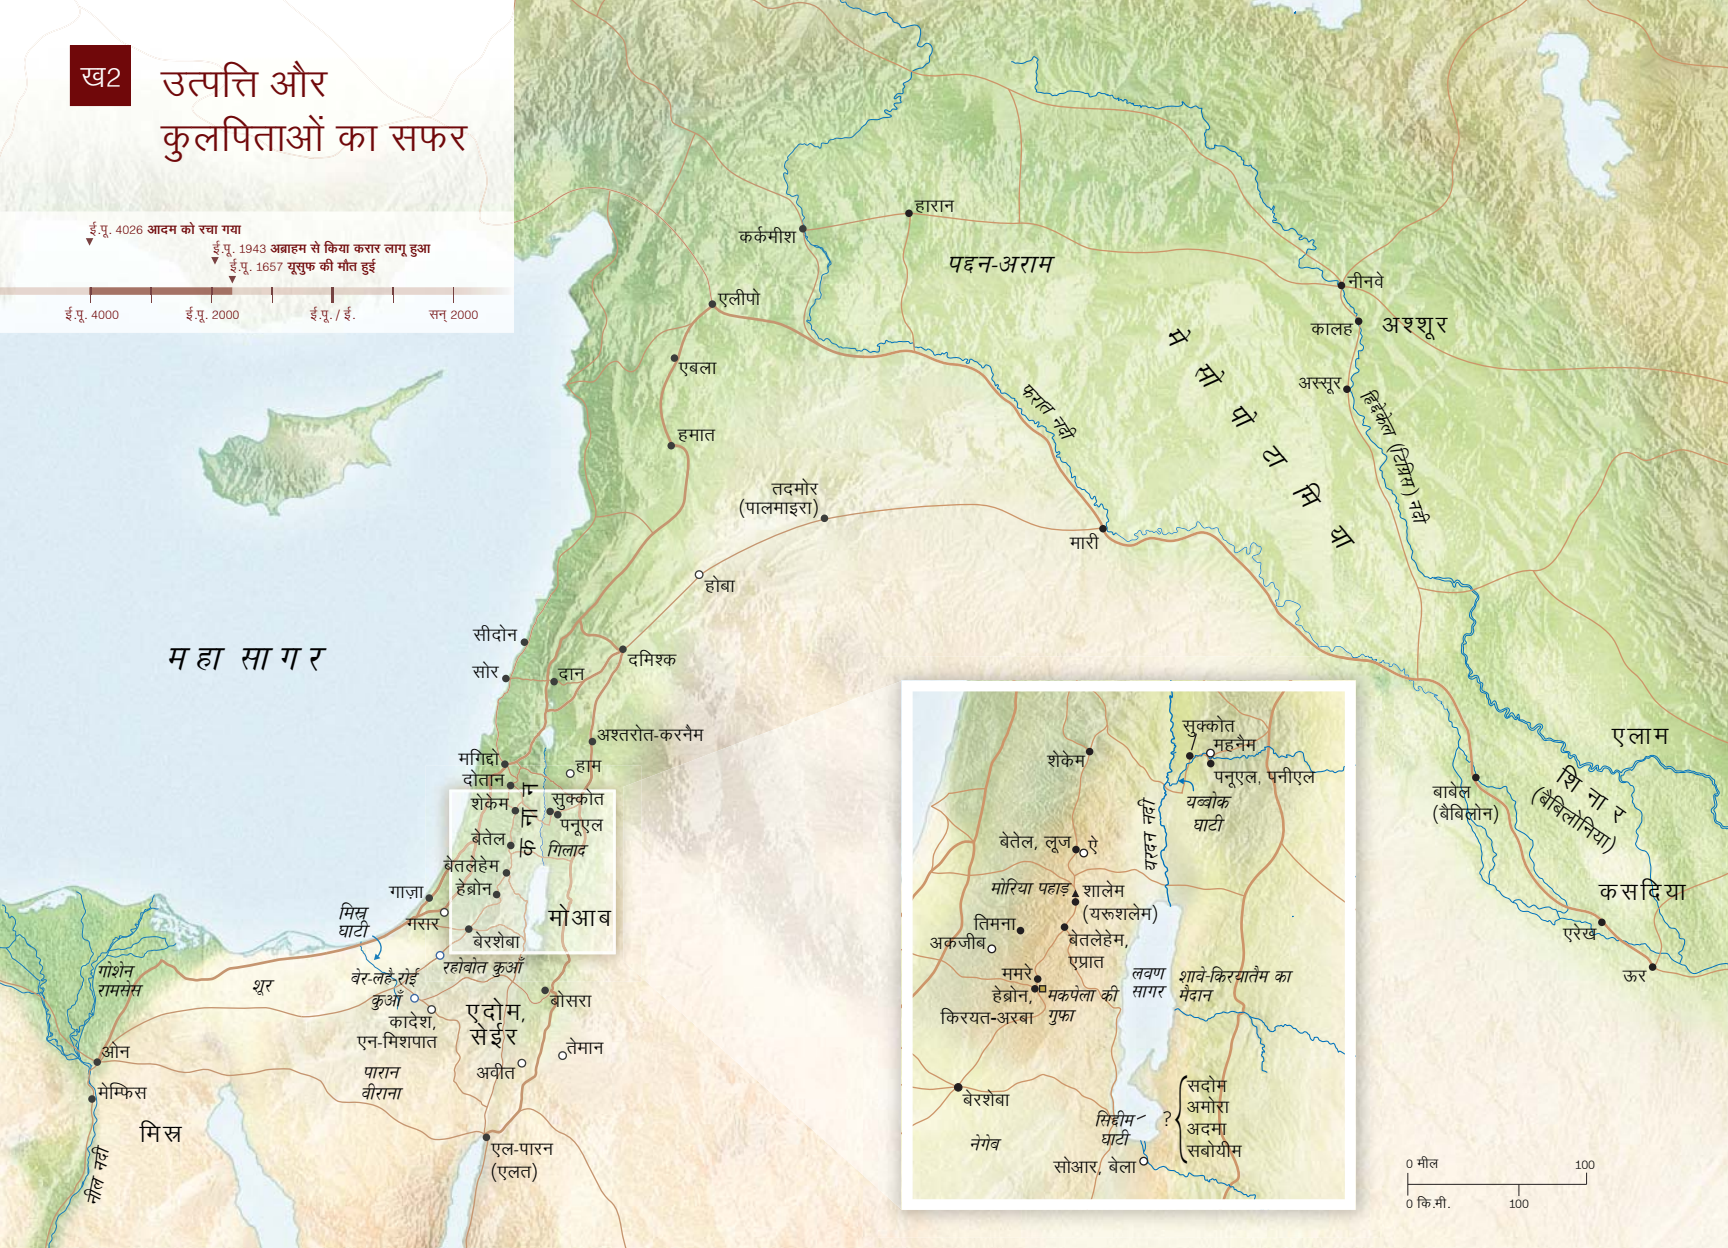 ख2
उत्पत्ति और
कुलपिताओं का सफर
ई.पू. 4026 आदम को रचा गया
ई.पू. 1943 अब्राहम से किया करार लागू हुआ
ई.पू. 1657 यूसुफ की मौत हुई
ई.पू. 4000
ई.पू. 2000
ई.पू. / ई.
सन् 2000
हारान
कर्कमीश
पद्दन-अराम
नीनवे
एलीपो
कालह
अश्शूर
मेसोपोटामिया
एबला
अस्सूर
फरात नदी
हिद्देकेल (टिग्रिस) नदी
हमात
तदमोर
(पालमाइरा)
मारी
होबा
महा सागर
सीदोन
दमिश्क
सोर
दान
अश्तरोत-करनैम
मगिद्दो
हाम
दोतान
शेकेम
कनान
सुक्कोत
पनूएल
बेतेल
गिलाद
बेतलेहेम
हेब्रोन
गाज़ा
मिस्र
घाटी
गरार
मोआब
बेरशेबा
रहोबोत कुआँ
गोशेन
रामसेस
शूर
बेर-लहै-रोई
कुआँ
बोसरा
कादेश,
एन-मिशपात
एदोम,
सेईर
तेमान
अवीत
ओन
पारान
वीराना
मेम्फिस
मिस्र
नील नदी
एल-पारन
(एलत)
एलाम
शिनार
(बैबिलोनिया)
बाबेल
(बैबिलोन)
कसदिया
एरेख
ऊर
सुक्कोत
महनैम
शेकेम
पनूएल, पनीएल
यब्बोक
घाटी
यरदन नदी
बेतेल, लूज
ऐ
मोरिया पहाड़
शालेम
(यरूशलेम)
तिमना
अकजीब
बेतलेहेम,
एप्रात
ममरे
लवण
सागर
शावे-किरयातैम का
मैदान
हेब्रोन,
किरयत-अरबा
मकपेला की
गुफा
बेरशेबा
सिद्दीम
घाटी
?
सदोम
अमोरा
अदमा
सबोयीम
नेगेब
सोआर, बेला
0 मील
100
0 कि.मी.
100